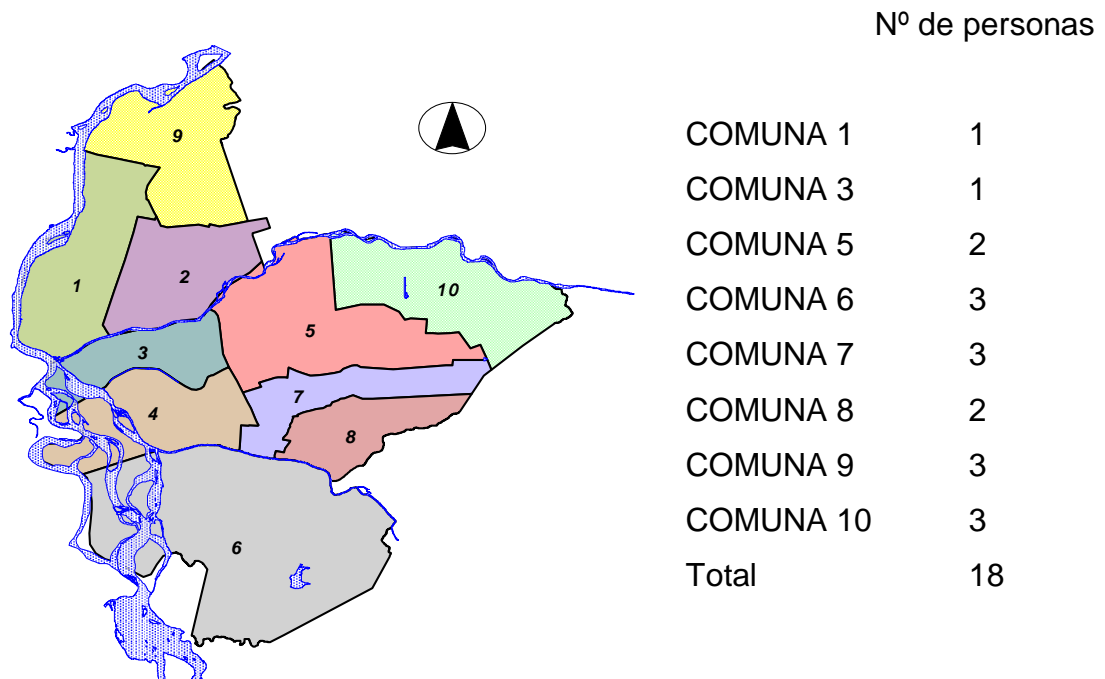 Nº de personas
COMUNA 1 1
COMUNA 3 1
COMUNA 5 2
COMUNA 6 3
COMUNA 7 3
COMUNA 8 2
COMUNA 9 3
COMUNA 10 3
Total 18
9
2
1
10
5
3
7
4
8
6